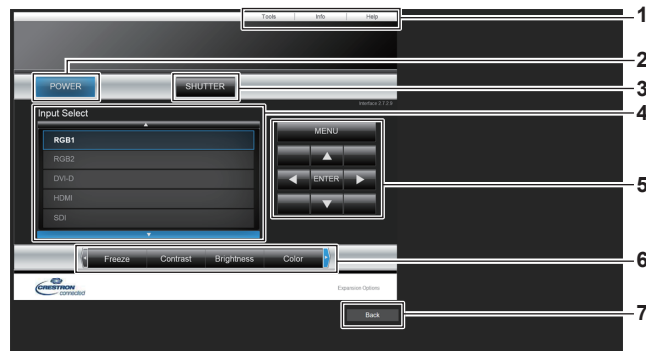 Tools Info Help
1
2
POWER SHUTTER
3
Interface 2.7.2.9
4
Input Select
MENU
RGB1
RGB2
DVI-D
ENTER
5
HDMI
SDI
Freeze Contrast Brightness Color
6
CRESTRON
connected
Expansion Options
Back
7